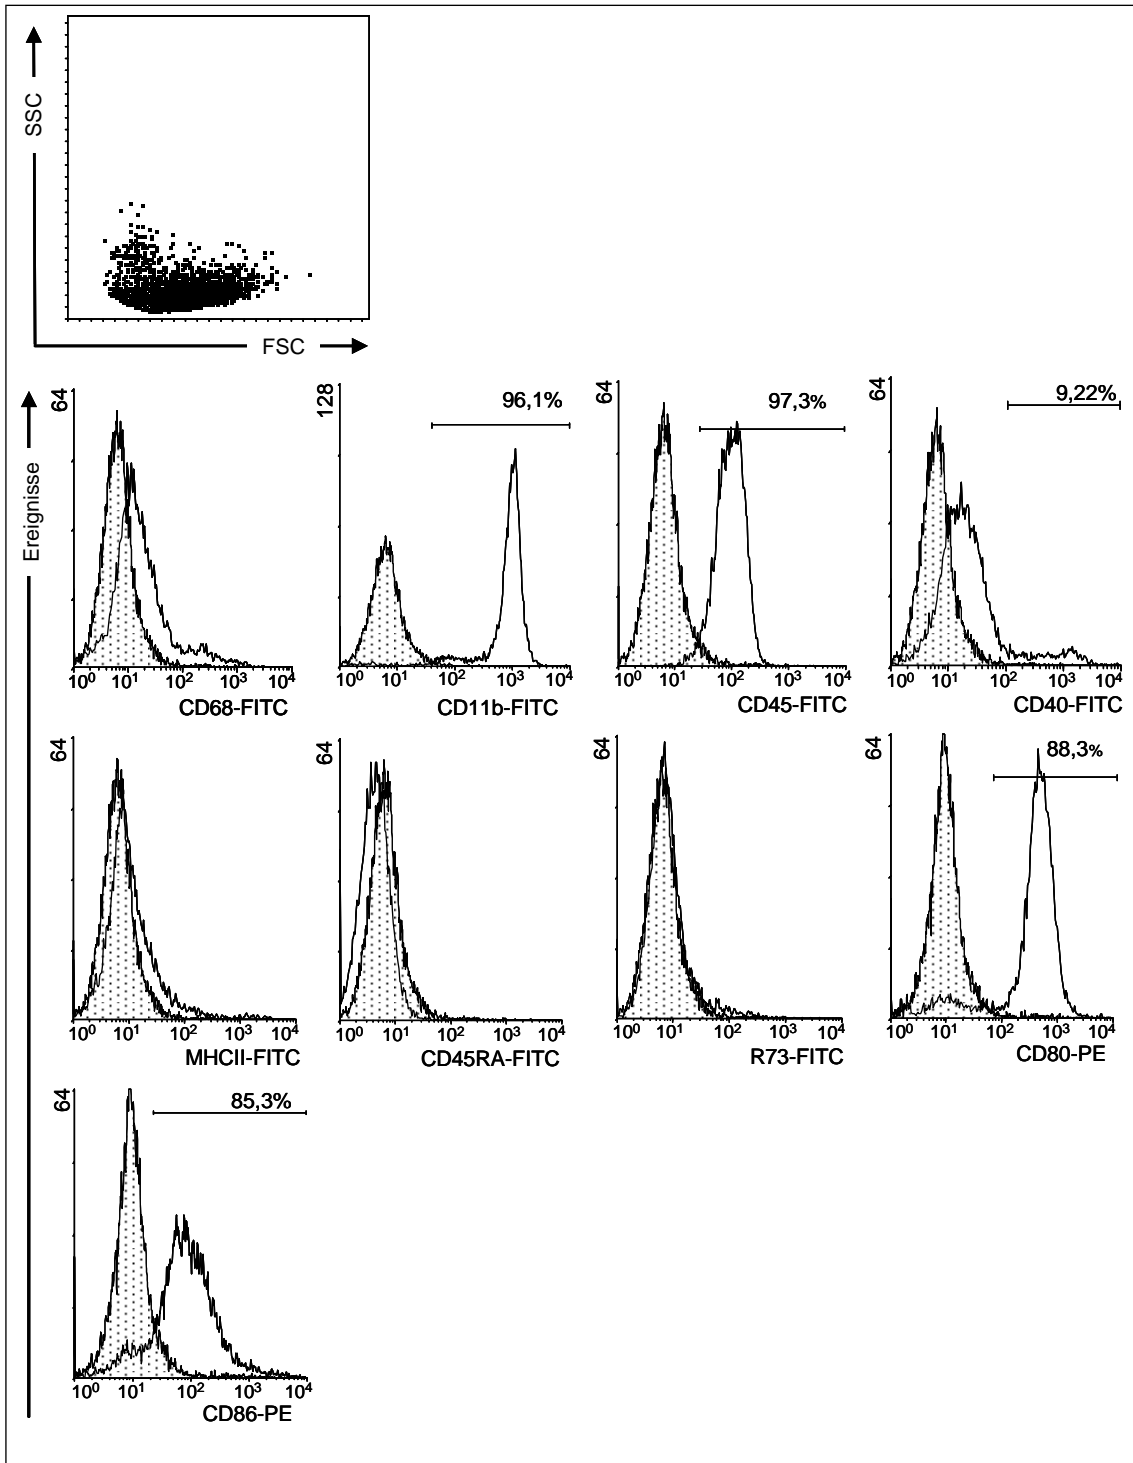 SSC
FSC
Ereignisse
64
10⁰ 10¹ 10² 10³ 10⁴
CD68-FITC
128
96,1%
10⁰ 10¹ 10² 10³ 10⁴
CD11b-FITC
64
97,3%
10⁰ 10¹ 10² 10³ 10⁴
CD45-FITC
64
9,22%
10⁰ 10¹ 10² 10³ 10⁴
CD40-FITC
64
10⁰ 10¹ 10² 10³ 10⁴
MHCII-FITC
64
10⁰ 10¹ 10² 10³ 10⁴
CD45RA-FITC
64
10⁰ 10¹ 10² 10³ 10⁴
R73-FITC
64
88,3%
10⁰ 10¹ 10² 10³ 10⁴
CD80-PE
64
85,3%
10⁰ 10¹ 10² 10³ 10⁴
CD86-PE